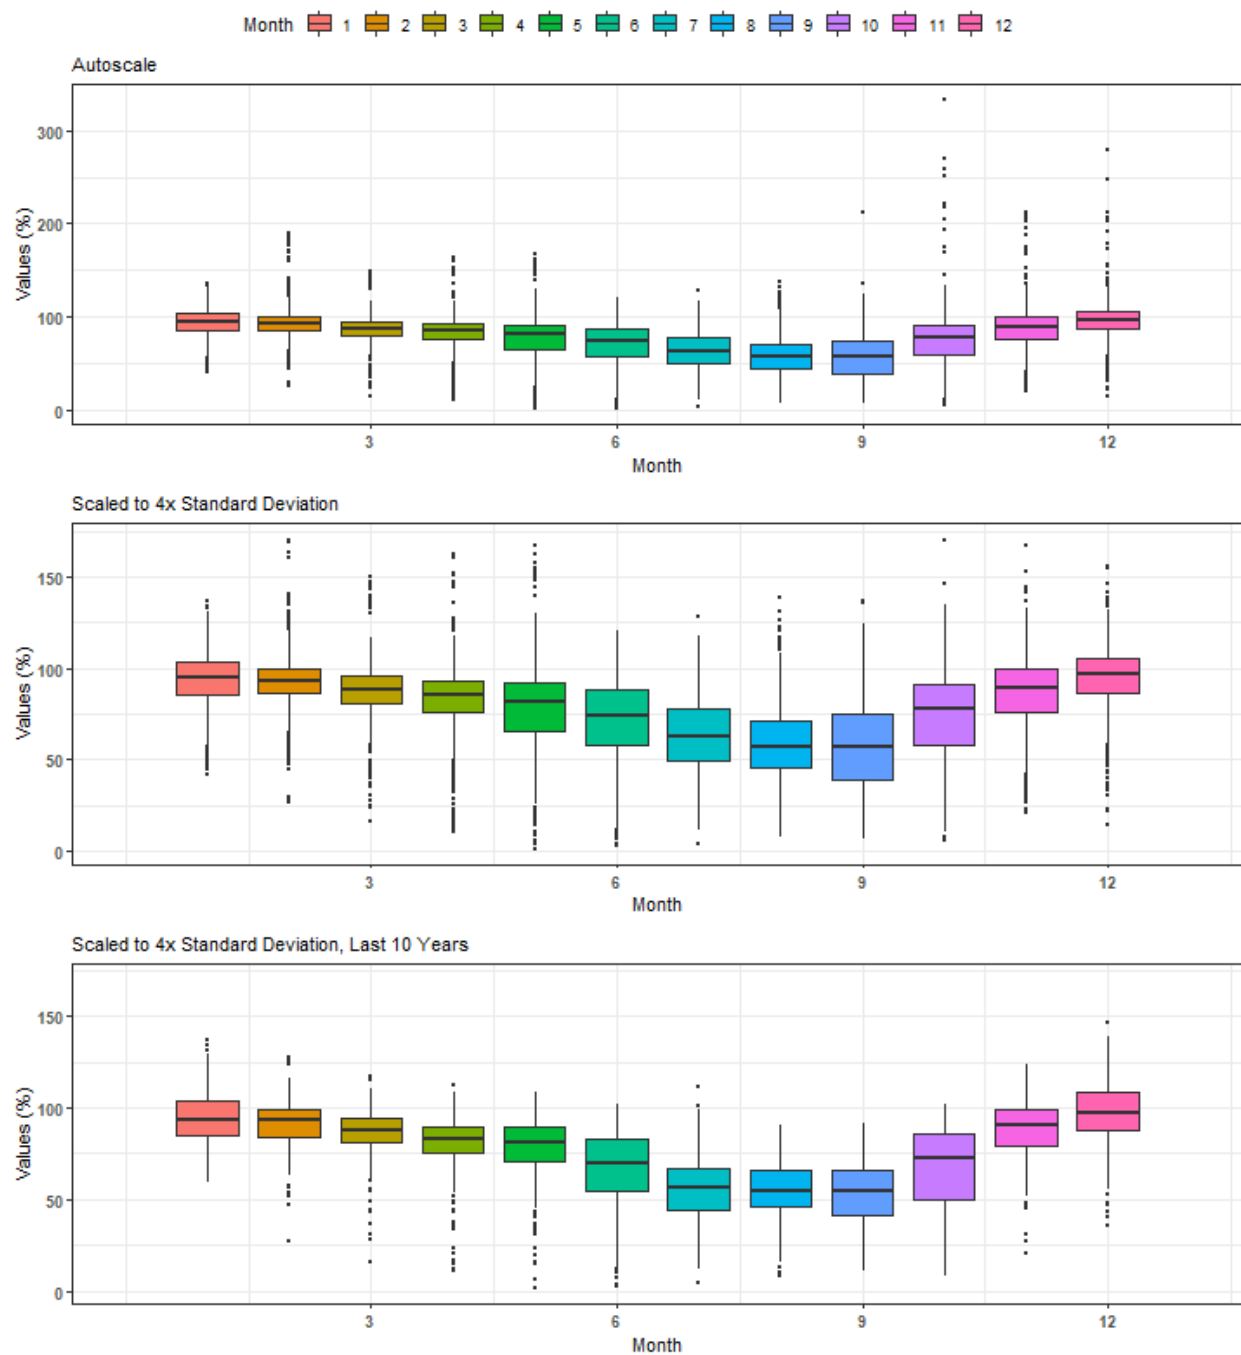 Month 1 2 3 4 5 6 7 8 9 10 11 12
Autoscale
300
200
100
0
Values (%)
3 6 9 12
Month
Scaled to 4x Standard Deviation
150
100
50
0
Values (%)
3 6 9 12
Month
Scaled to 4x Standard Deviation, Last 10 Years
150
100
50
0
Values (%)
3 6 9 12
Month